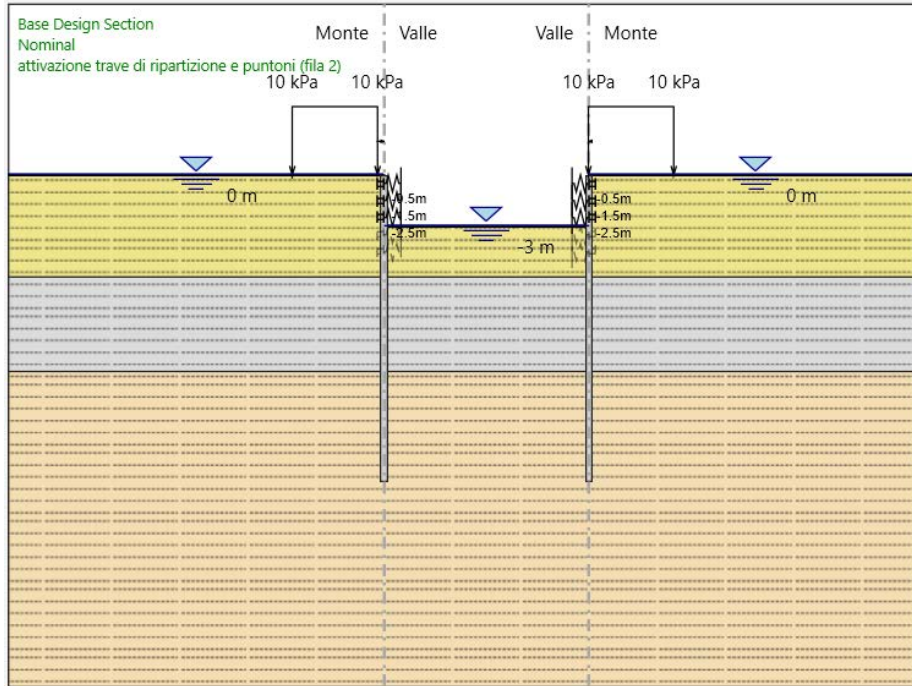 Base Design Section
Nominal
attivazione trave di ripartizione e puntoni (fila 2)
Monte Valle Valle Monte
10 kPa 10 kPa 10 kPa 10 kPa
0 m 0 m
-0.5m -0.5m
-1.5m -1.5m
-2.5m -2.5m
-3 m